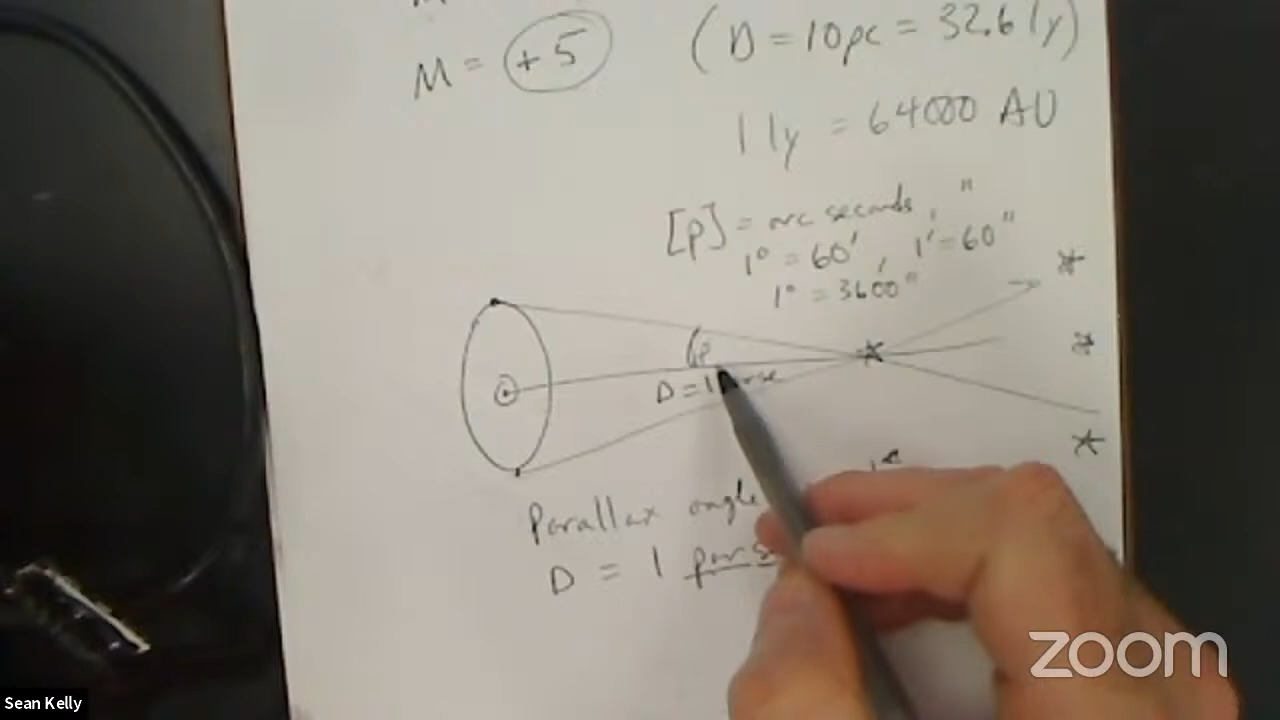 M = +5 (D = 10pc = 32.6 ly)
1 ly = 64000 AU
[p] = arc seconds, "
1° = 60', 1' = 60"
1° = 3600"
p
D = 1
Parallax angle
D = 1
zoom
Sean Kelly